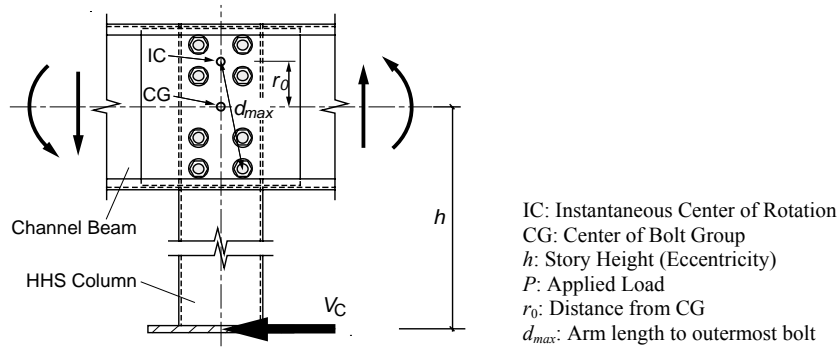 IC
r0
CG
dmax
h
Channel Beam
HHS Column
VC
IC: Instantaneous Center of Rotation
CG: Center of Bolt Group
h: Story Height (Eccentricity)
P: Applied Load
r0: Distance from CG
dmax: Arm length to outermost bolt